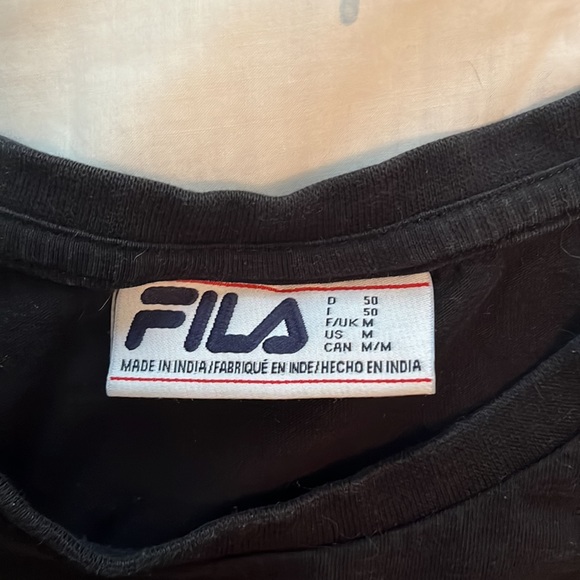 FILA
D 50
I 50
F/UK M
US M
CAN M/M
MADE IN INDIA/FABRIQUÉ EN INDE/HECHO EN INDIA